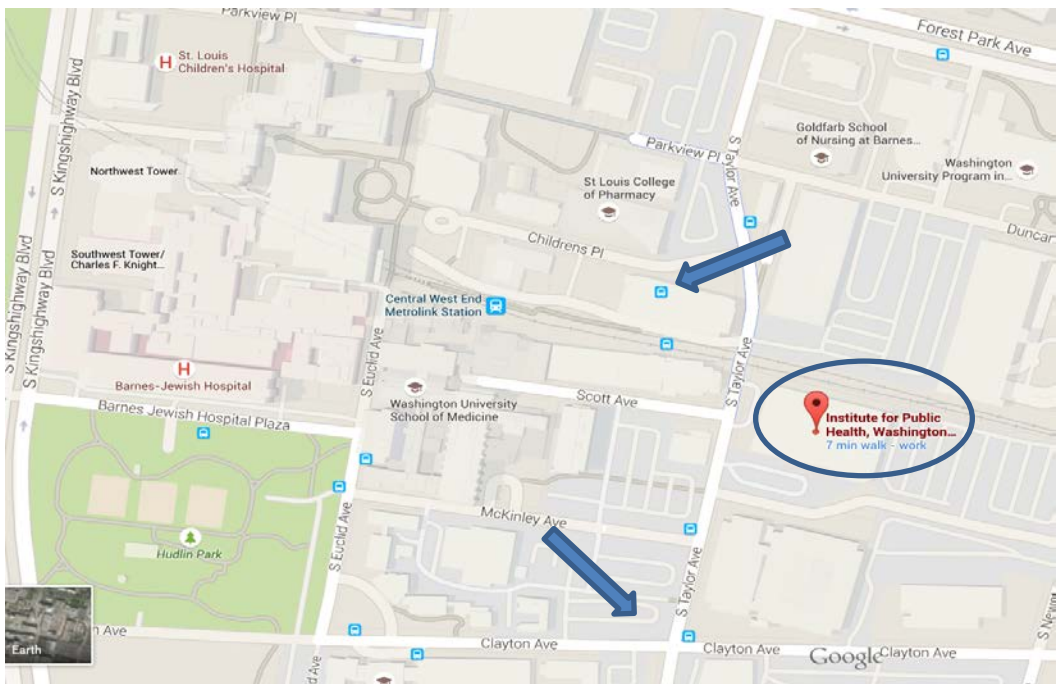 Parkview Pl
Forest Park Ave
H St. Louis
Children's Hospital
S Kingshighway Blvd
S Kingshighway Blvd
Goldfarb School
of Nursing at Barnes...
Parkview Pl
S Taylor Ave
Washington
University Program in...
Northwest Tower
St Louis College
of Pharmacy
Duncan
Childrens Pl
Southwest Tower/
Charles F. Knight...
Central West End
Metrolink Station
S Kingshighway Blvd
S Kingshighway Blvd
S Euclid Ave
S Taylor Ave
H
Barnes-Jewish Hospital
Washington University
School of Medicine
Scott Ave
Barnes Jewish Hospital Plaza
Institute for Public
Health, Washington...
7 min walk - work
McKinley Ave
S Euclid Ave
Hudlin Park
S Taylor Ave
Earth
n Ave
Clayton Ave
Clayton Ave
Google
Clayton Ave
d Ave